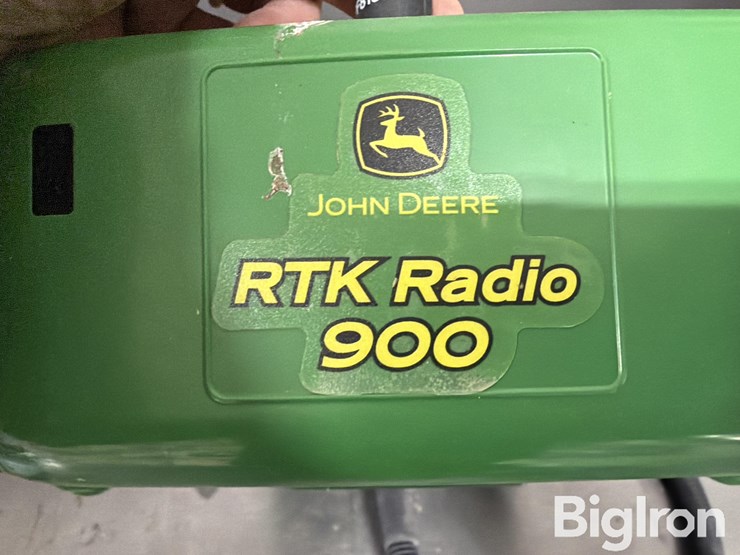 JOHN DEERE
RTK Radio
900
BigIron